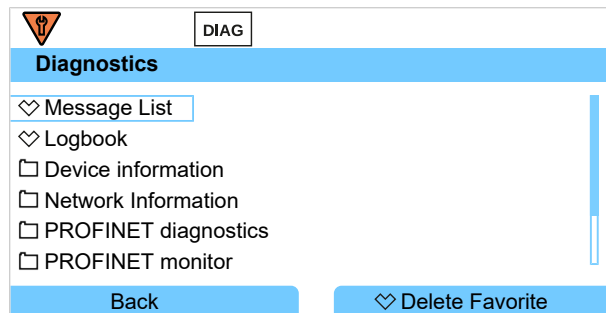 DIAG
Diagnostics
Message List
Logbook
Device information
Network Information
PROFINET diagnostics
PROFINET monitor
Back
Delete Favorite